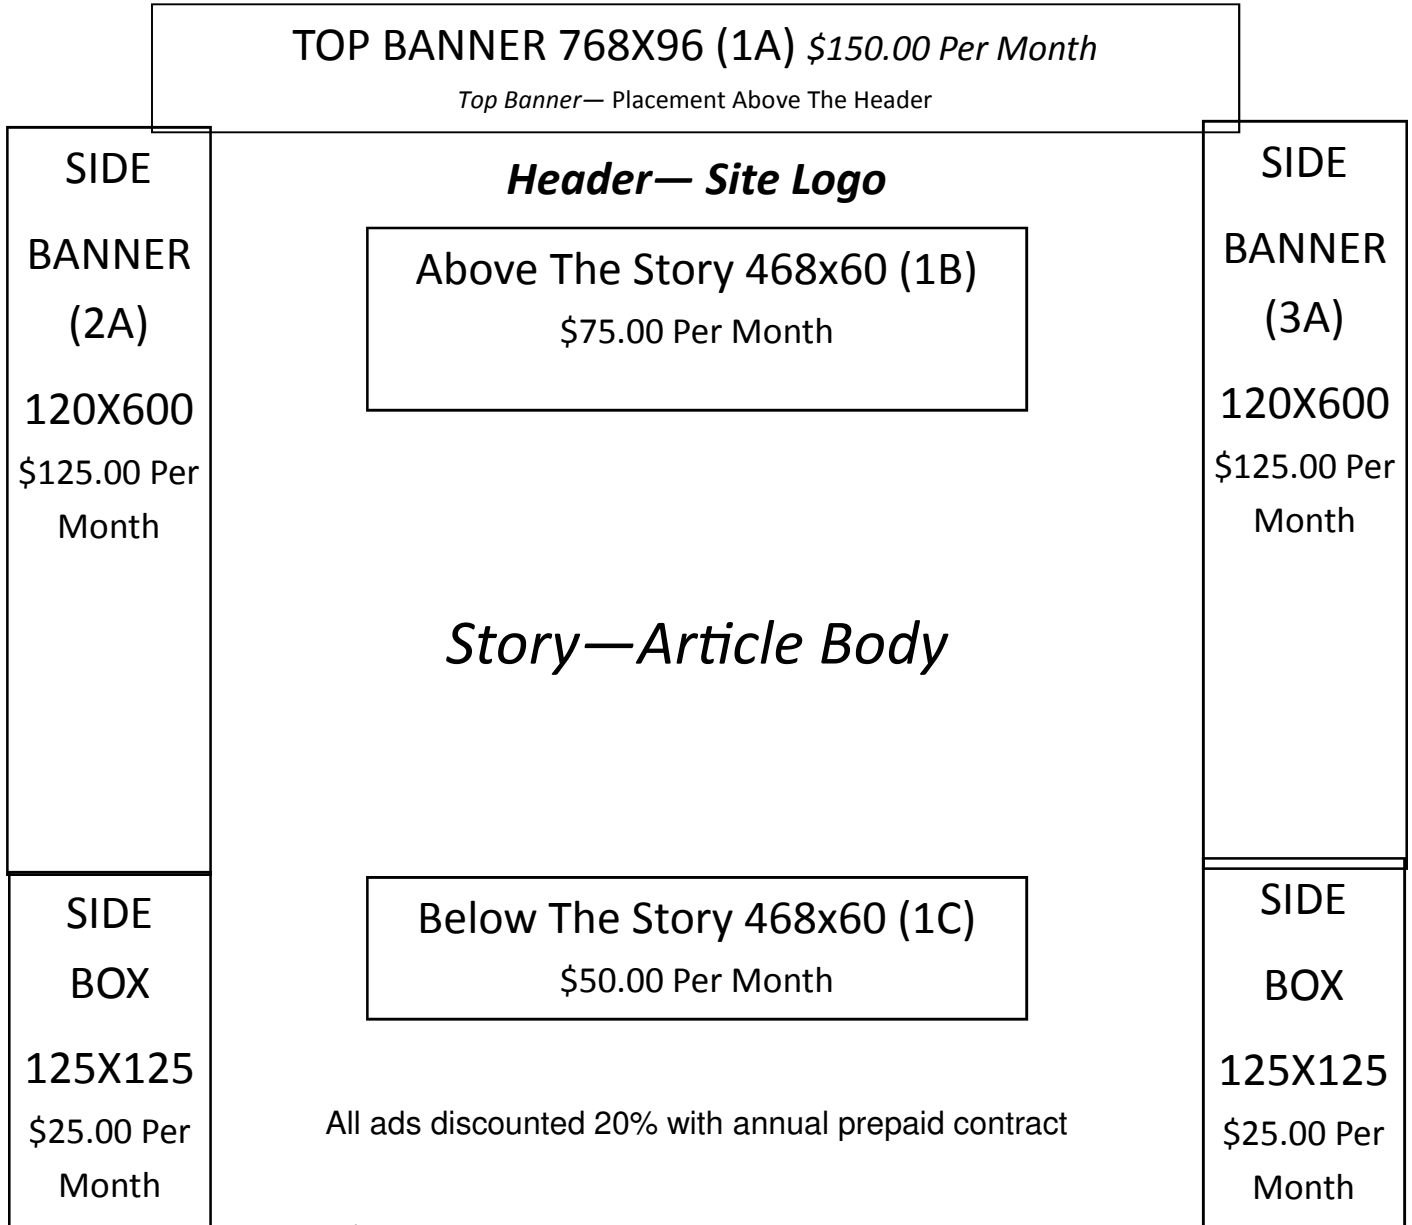 TOP BANNER 768X96 (1A) $150.00 Per Month
Top Banner— Placement Above The Header
SIDE
BANNER
(2A)
120X600
$125.00 Per
Month
Header— Site Logo
Above The Story 468x60 (1B)
$75.00 Per Month
SIDE
BANNER
(3A)
120X600
$125.00 Per
Month
Story—Article Body
SIDE
BOX
125X125
$25.00 Per
Month
Below The Story 468x60 (1C)
$50.00 Per Month
All ads discounted 20% with annual prepaid contract
SIDE
BOX
125X125
$25.00 Per
Month